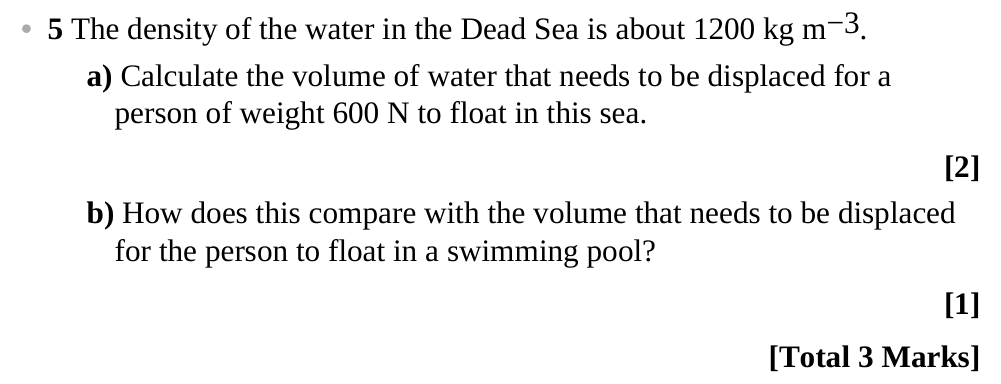 • 5 The density of the water in the Dead Sea is about 1200 kg m⁻³.
a) Calculate the volume of water that needs to be displaced for a
person of weight 600 N to float in this sea.
[2]
b) How does this compare with the volume that needs to be displaced
for the person to float in a swimming pool?
[1]
[Total 3 Marks]